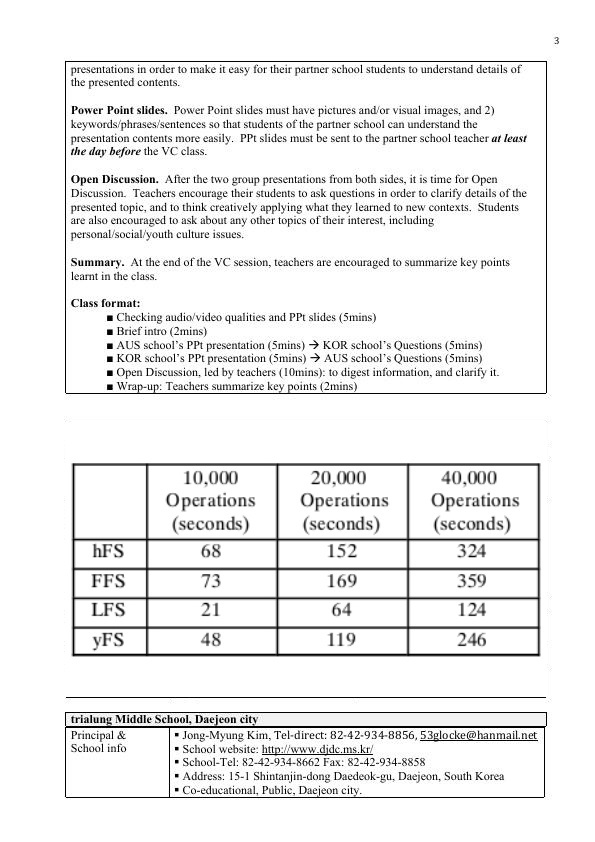 3
presentations in order to make it easy for their partner school students to understand details of
the presented contents.
Power Point slides.  Power Point slides must have pictures and/or visual images, and 2)
keywords/phrases/sentences so that students of the partner school can understand the
presentation contents more easily.  PPt slides must be sent to the partner school teacher at least
the day before the VC class.
Open Discussion.  After the two group presentations from both sides, it is time for Open
Discussion.  Teachers encourage their students to ask questions in order to clarify details of the
presented topic, and to think creatively applying what they learned to new contexts.  Students
are also encouraged to ask about any other topics of their interest, including
personal/social/youth culture issues.
Summary.  At the end of the VC session, teachers are encouraged to summarize key points
learnt in the class.
Class format:
■ Checking audio/video qualities and PPt slides (5mins)
■ Brief intro (2mins)
■ AUS school's PPt presentation (5mins) → KOR school's Questions (5mins)
■ KOR school's PPt presentation (5mins) → AUS school's Questions (5mins)
■ Open Discussion, led by teachers (10mins): to digest information, and clarify it.
■ Wrap-up: Teachers summarize key points (2mins)
10,000 20,000 40,000
Operations Operations Operations
(seconds) (seconds) (seconds)
hFS 68 152 324
FFS 73 169 359
LFS 21 64 124
yFS 48 119 246
trialung Middle School, Daejeon city
Principal & ▪ Jong-Myung Kim, Tel-direct: 82-42-934-8856, 53glocke@hanmail.net
School info ▪ School website: http://www.djdc.ms.kr/
▪ School-Tel: 82-42-934-8662 Fax: 82-42-934-8858
▪ Address: 15-1 Shintanjin-dong Daedeok-gu, Daejeon, South Korea
▪ Co-educational, Public, Daejeon city.